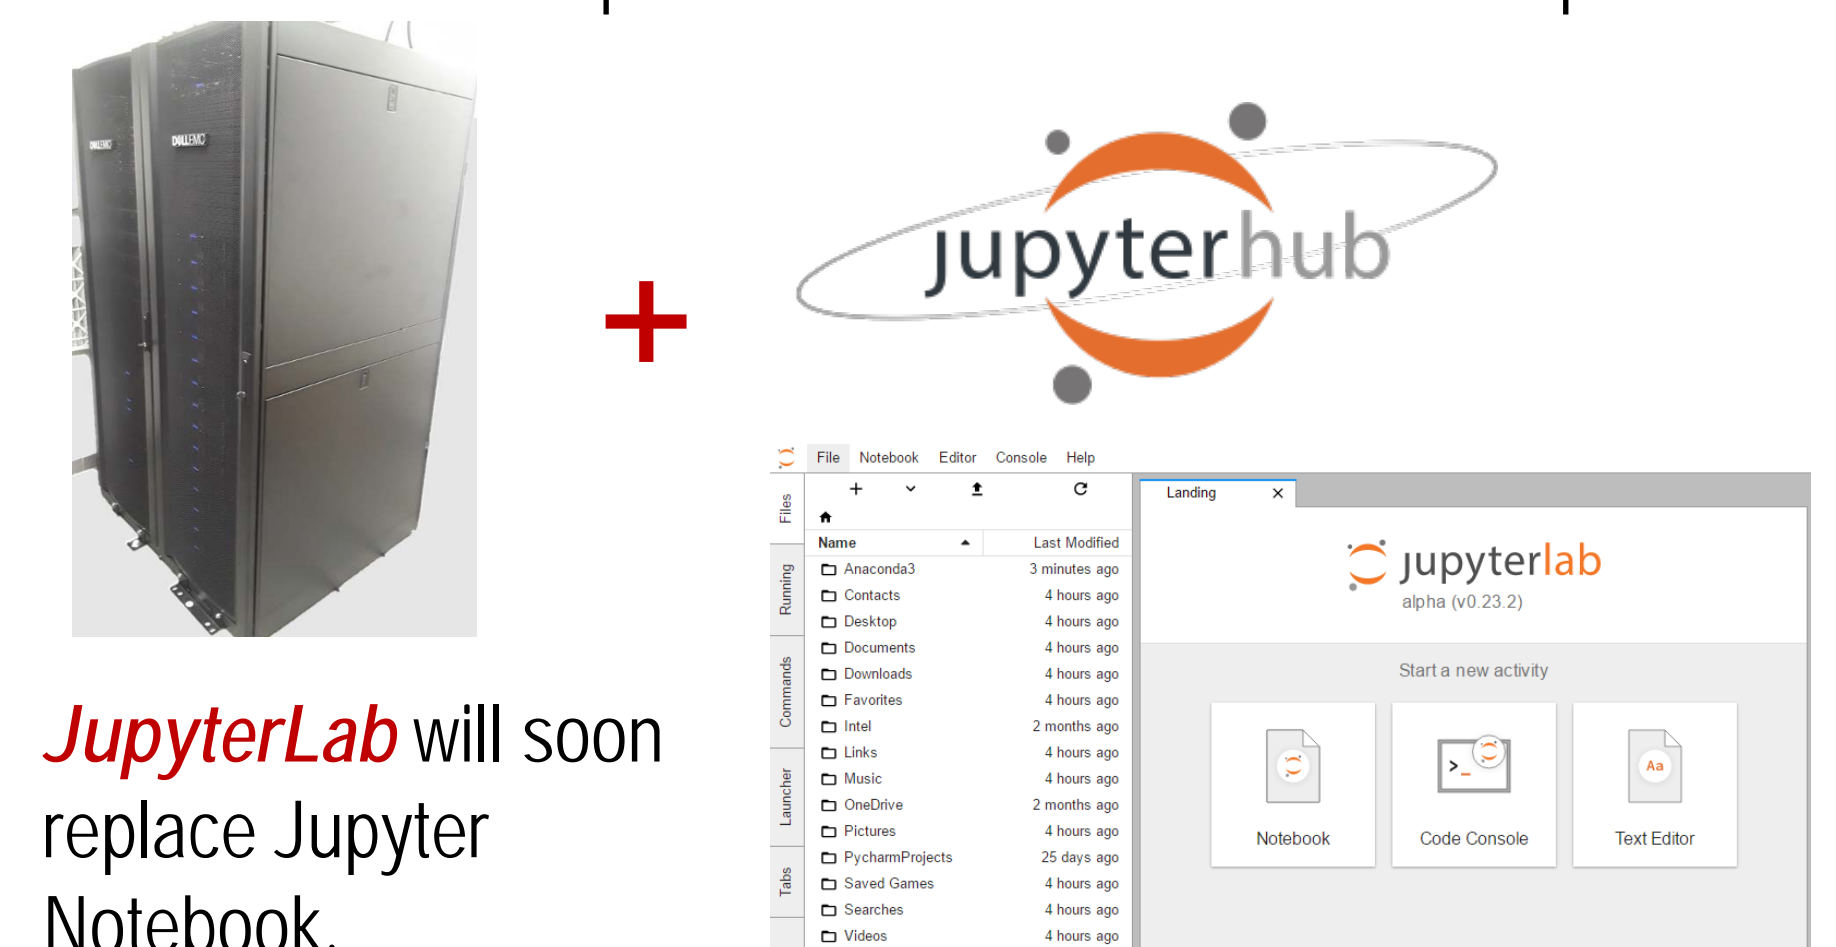 DELLEMC
DELLEMC
+
jupyterhub
JupyterLab will soon
replace Jupyter
Notebook.
File Notebook Editor Console Help
Files
Running
Commands
Launcher
Tabs
Name Last Modified
Anaconda3 3 minutes ago
Contacts 4 hours ago
Desktop 4 hours ago
Documents 4 hours ago
Downloads 4 hours ago
Favorites 4 hours ago
Intel 2 months ago
Links 4 hours ago
Music 4 hours ago
OneDrive 2 months ago
Pictures 4 hours ago
PycharmProjects 25 days ago
Saved Games 4 hours ago
Searches 4 hours ago
Videos 4 hours ago
Landing
jupyterlab
alpha (v0.23.2)
Start a new activity
>_
Aa
Notebook Code Console Text Editor